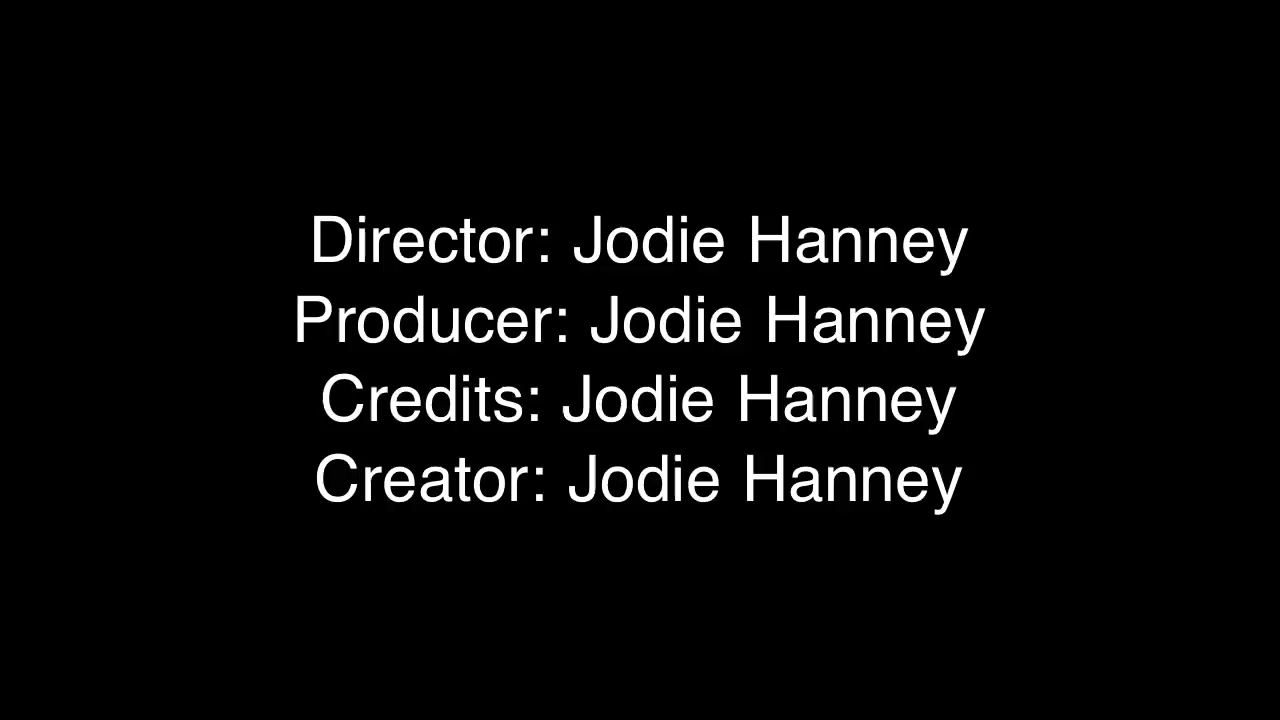 Director: Jodie Hanney
Producer: Jodie Hanney
Credits: Jodie Hanney
Creator: Jodie Hanney